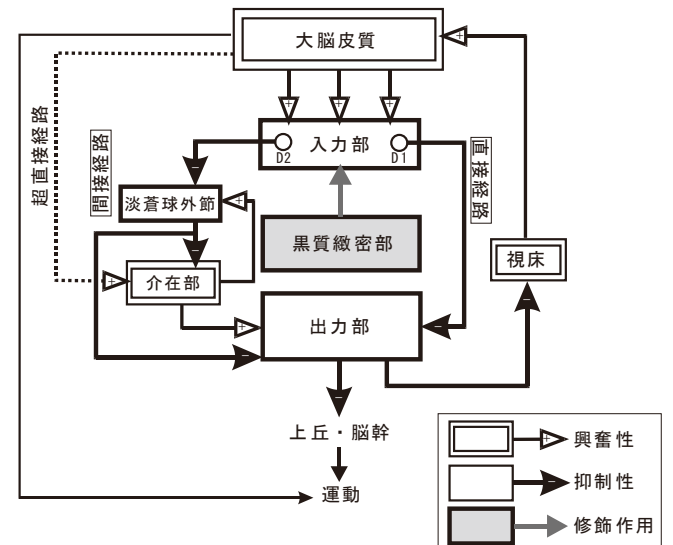 大脳皮質
+
+ + +
超直接経路
間接経路
入力部
D2
D1
直接経路
淡蒼球外節
+
黒質緻密部
視床
+
介在部
+
出力部
上丘・脳幹
運動
+
興奮性
抑制性
修飾作用